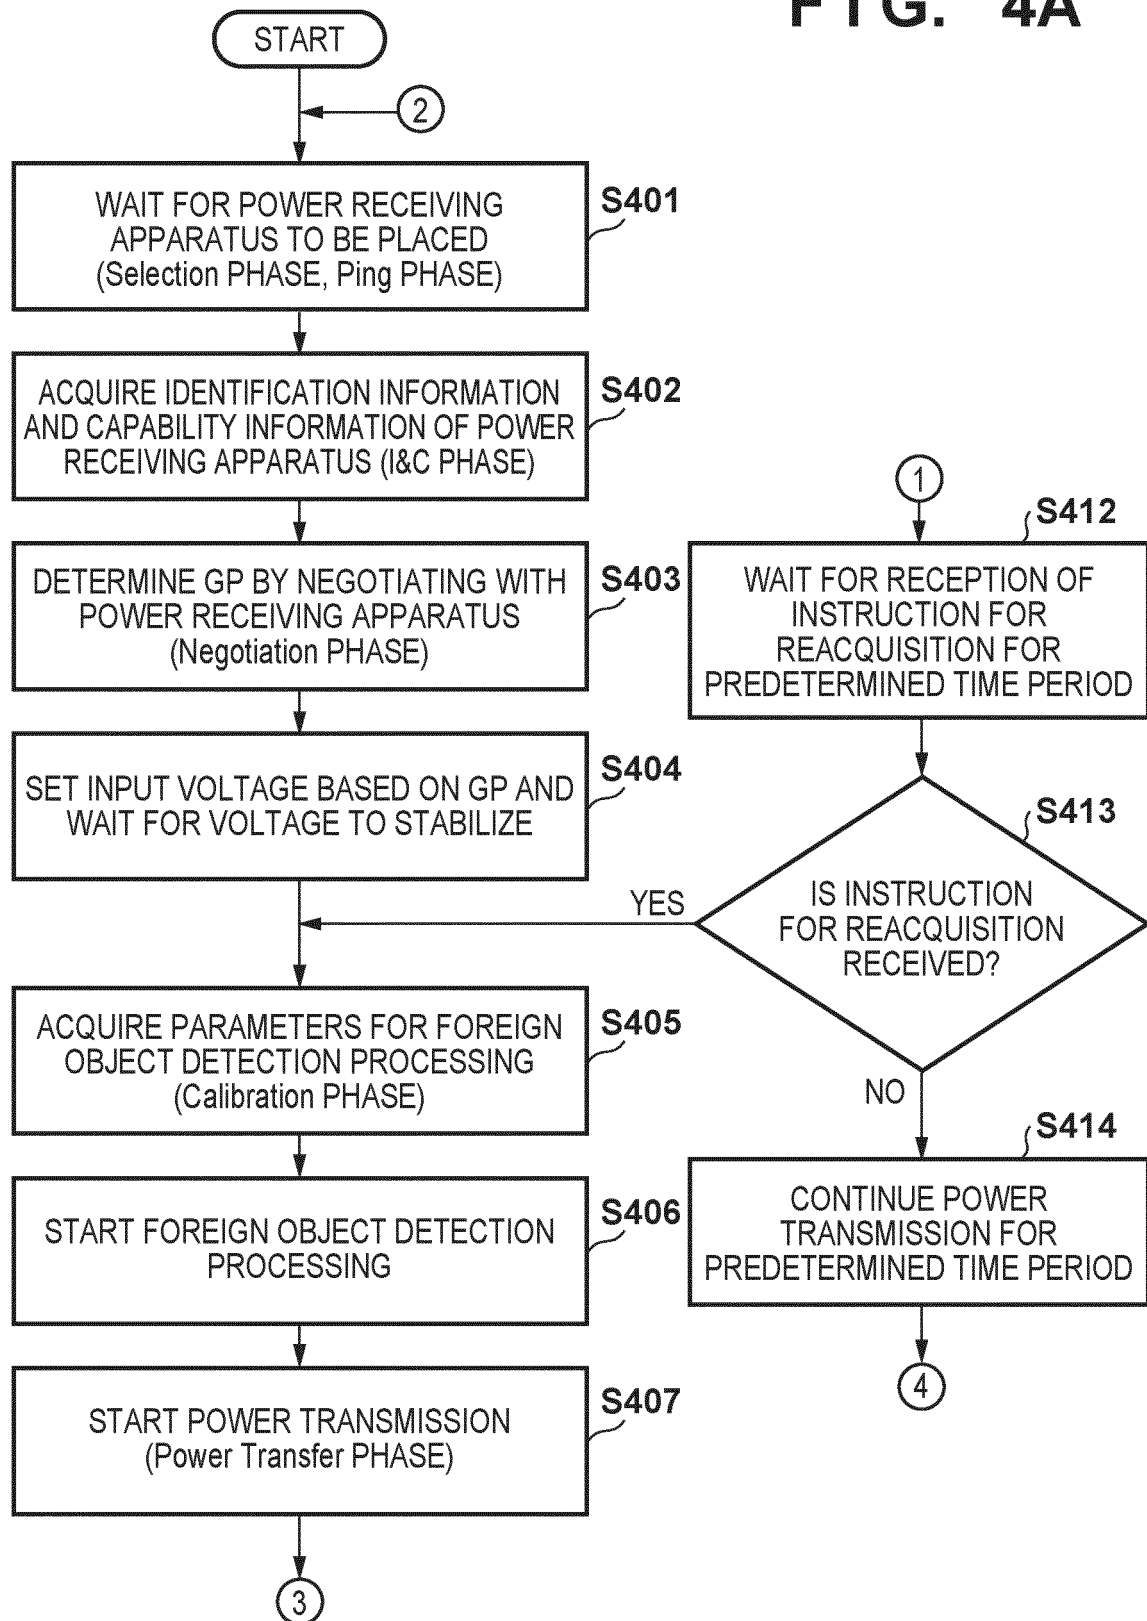 FIG. 4A
START
2
WAIT FOR POWER RECEIVING
APPARATUS TO BE PLACED
(Selection PHASE, Ping PHASE)
S401
ACQUIRE IDENTIFICATION INFORMATION
AND CAPABILITY INFORMATION OF POWER
RECEIVING APPARATUS (I&C PHASE)
S402
DETERMINE GP BY NEGOTIATING WITH
POWER RECEIVING APPARATUS
(Negotiation PHASE)
S403
SET INPUT VOLTAGE BASED ON GP AND
WAIT FOR VOLTAGE TO STABILIZE
S404
ACQUIRE PARAMETERS FOR FOREIGN
OBJECT DETECTION PROCESSING
(Calibration PHASE)
S405
START FOREIGN OBJECT DETECTION
PROCESSING
S406
START POWER TRANSMISSION
(Power Transfer PHASE)
S407
3
1
S412
WAIT FOR RECEPTION OF
INSTRUCTION FOR
REACQUISITION FOR
PREDETERMINED TIME PERIOD
S413
IS INSTRUCTION
FOR REACQUISITION
RECEIVED?
YES
NO
S414
CONTINUE POWER
TRANSMISSION FOR
PREDETERMINED TIME PERIOD
4